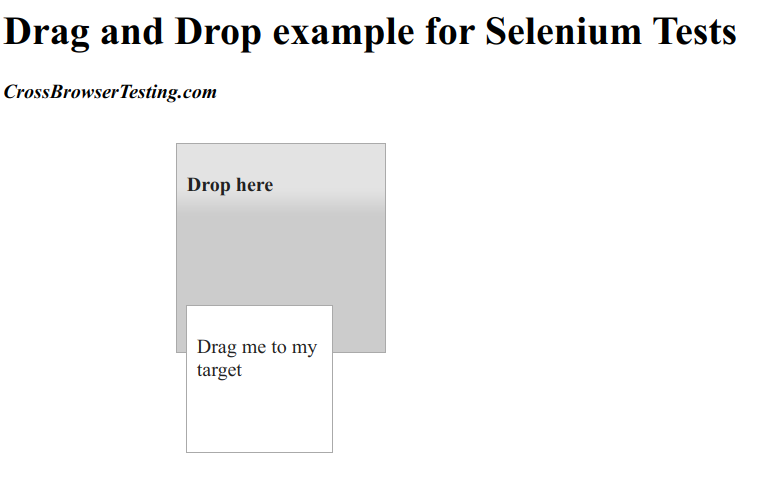 Drag and Drop example for Selenium Tests
CrossBrowserTesting.com
Drop here
Drag me to my
target